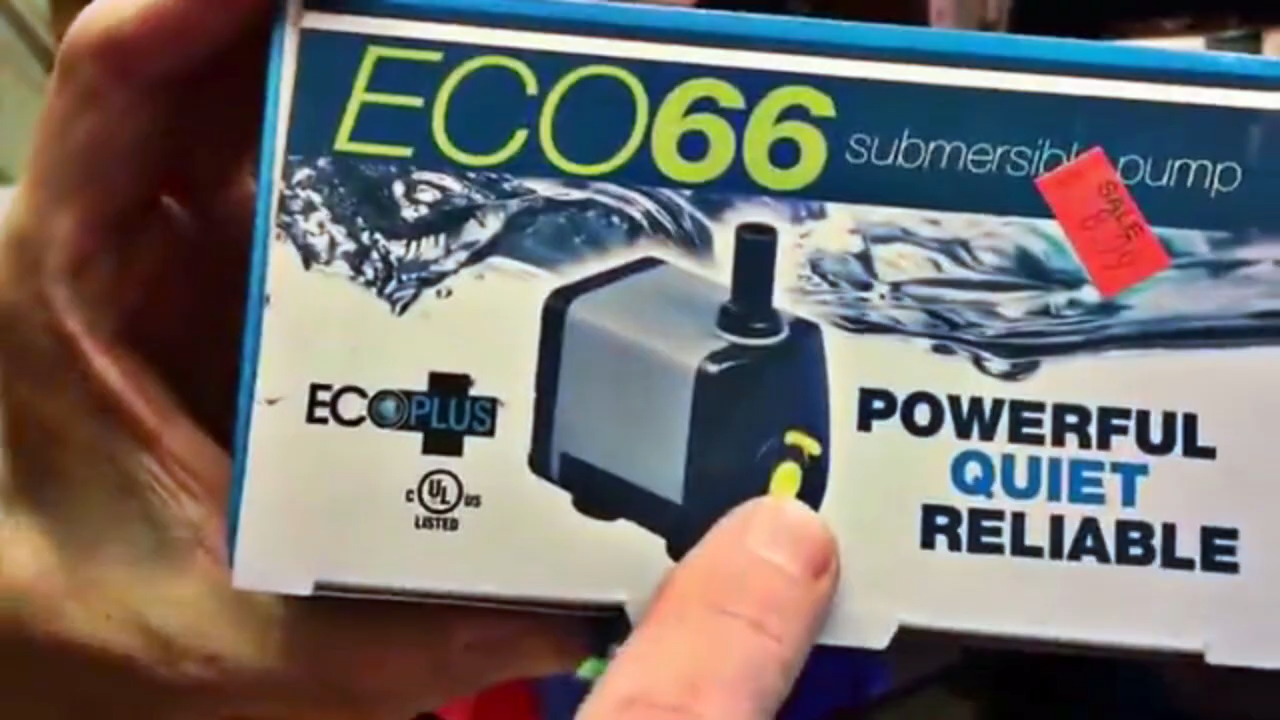 ECO66 submersible pump
SALE
ECOPLUS
C UL US
LISTED
POWERFUL
QUIET
RELIABLE